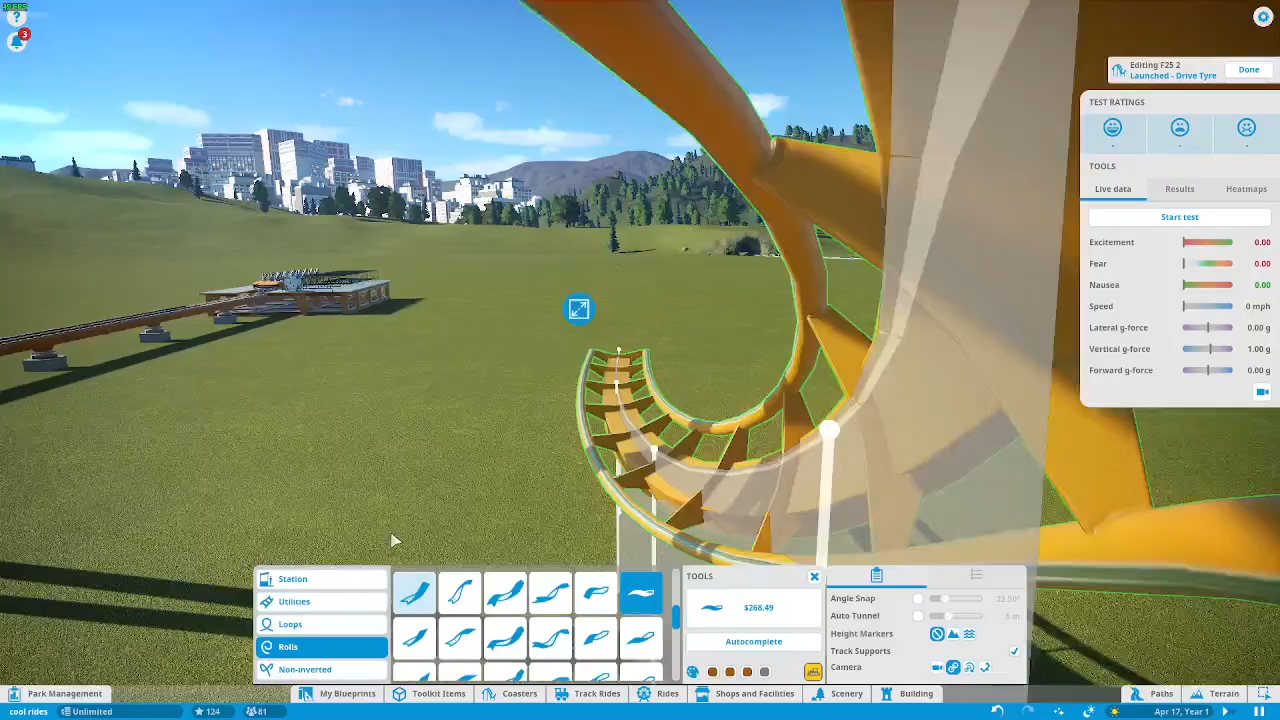 ?
3
Editing F25 2
Launched - Drive Tyre
Done
TEST RATINGS
-
-
-
TOOLS
Live data
Results
Heatmaps
Start test
Excitement 0.00
Fear 0.00
Nausea 0.00
Speed 0 mph
Lateral g-force 0.00 g
Vertical g-force 1.00 g
Forward g-force 0.00 g
Station
Utilities
Loops
Rolls
Non-inverted
TOOLS
$268.49
Autocomplete
Angle Snap 22.50°
Auto Tunnel 5 m
Height Markers
Track Supports
Camera
Park Management
My Blueprints
Toolkit Items
Coasters
Track Rides
Rides
Shops and Facilities
Scenery
Building
Paths
Terrain
cool rides
Unlimited
124
81
Apr 17, Year 1